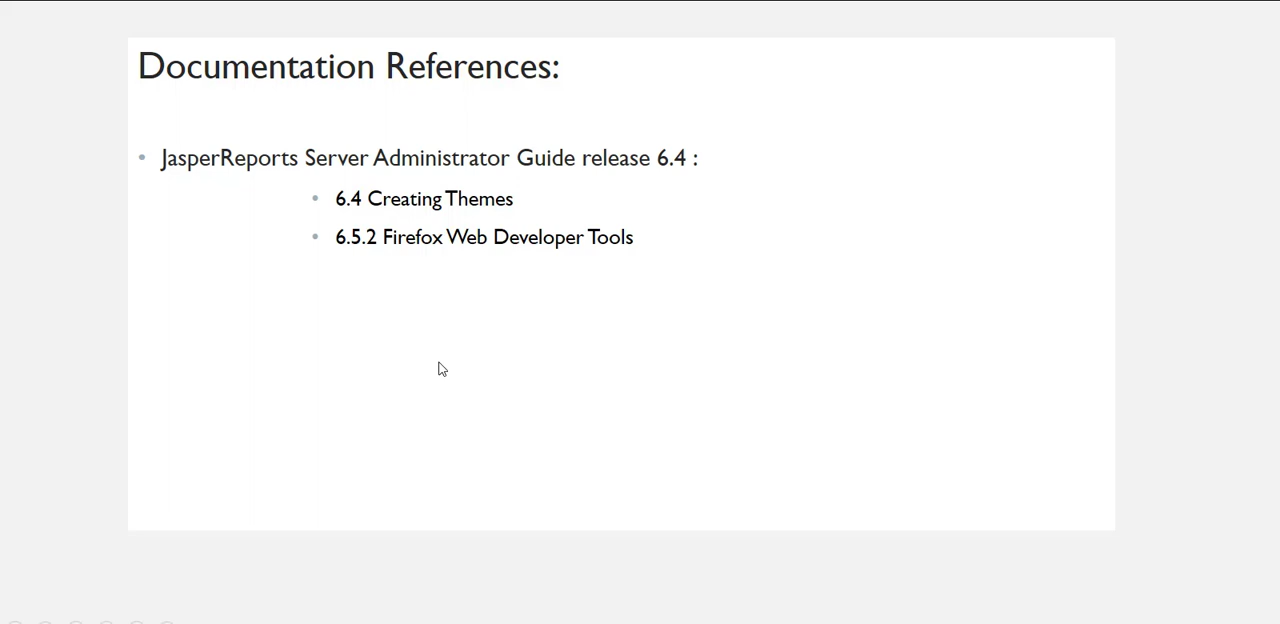 Documentation References:
• JasperReports Server Administrator Guide release 6.4 :
• 6.4 Creating Themes
• 6.5.2 Firefox Web Developer Tools